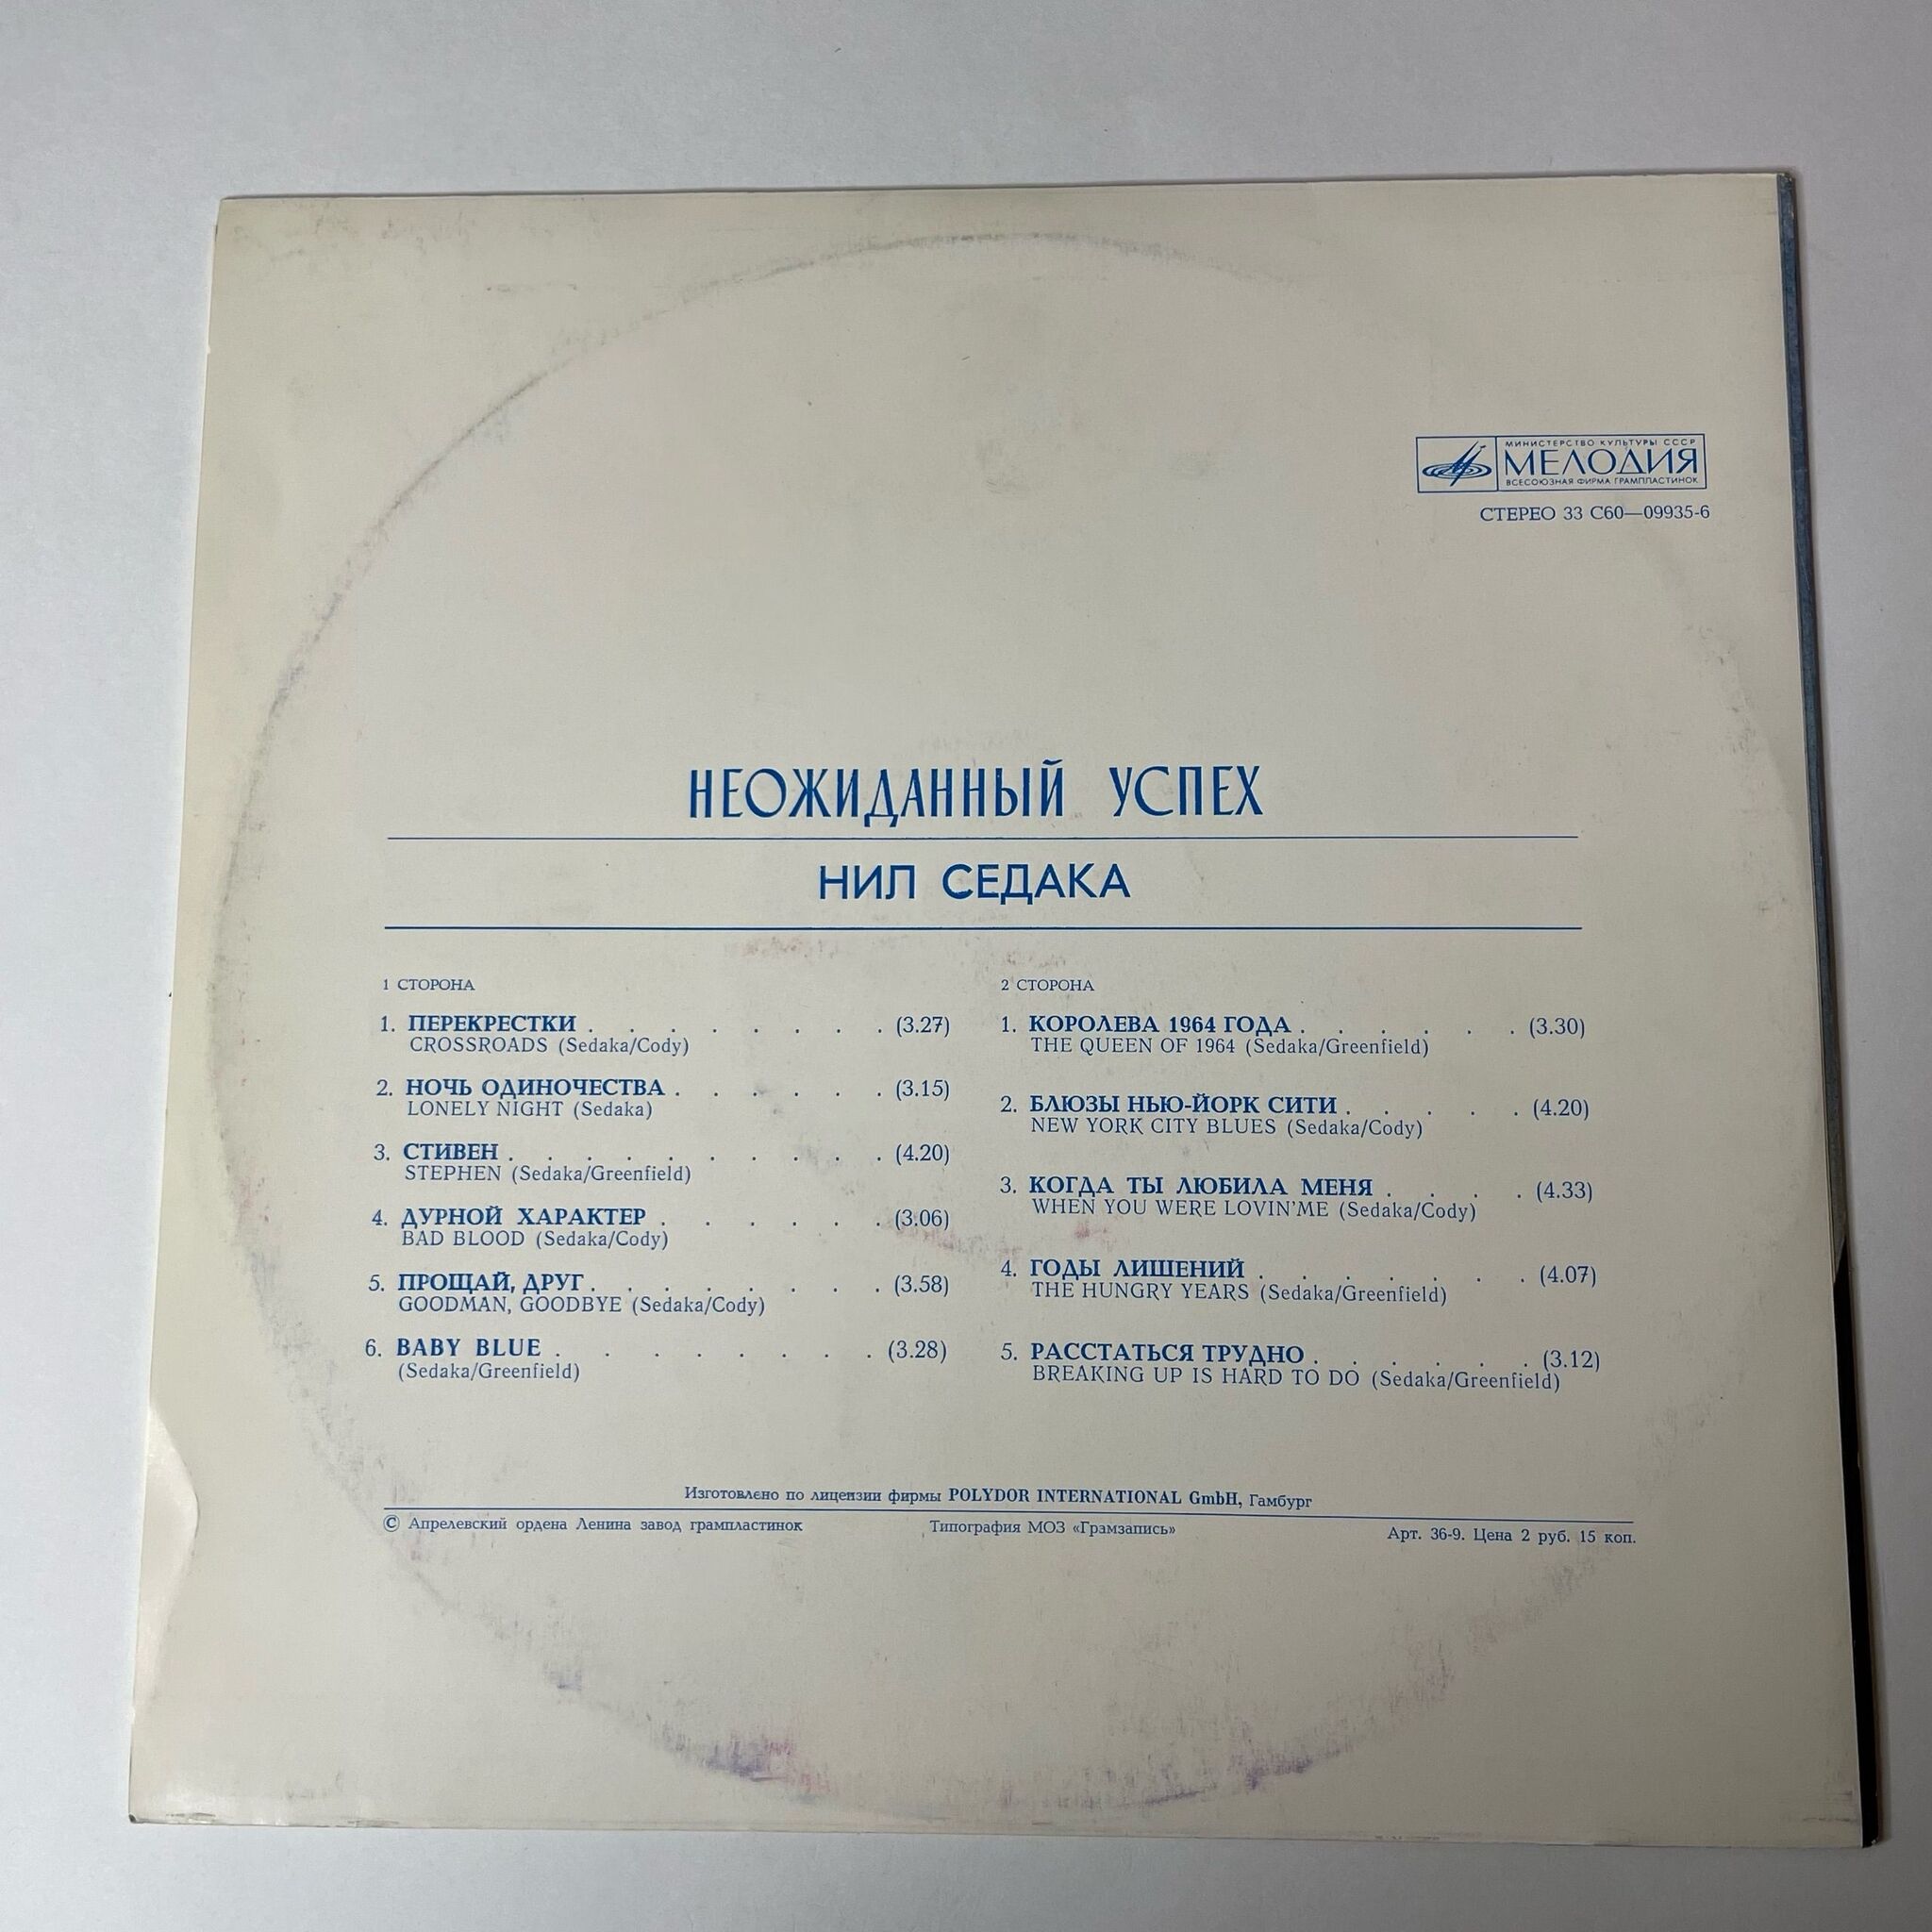 МИНИСТЕРСТВО КУЛЬТУРЫ СССР
МЕЛОДИЯ
ВСЕСОЮЗНАЯ ФИРМА ГРАМПЛАСТИНОК
СТЕРЕО 33 С60—09935-6
НЕОЖИДАННЫЙ УСПЕХ
НИЛ СЕДАКА
1 СТОРОНА
1. ПЕРЕКРЕСТКИ . . . . . . . . (3.27)
CROSSROADS (Sedaka/Cody)
2. НОЧЬ ОДИНОЧЕСТВА . . . . . . (3.15)
LONELY NIGHT (Sedaka)
3. СТИВЕН . . . . . . . . . . (4.20)
STEPHEN (Sedaka/Greenfield)
4. ДУРНОЙ ХАРАКТЕР . . . . . . (3.06)
BAD BLOOD (Sedaka/Cody)
5. ПРОЩАЙ, ДРУГ . . . . . . . . (3.58)
GOODMAN, GOODBYE (Sedaka/Cody)
6. BABY BLUE . . . . . . . . (3.28)
(Sedaka/Greenfield)
2 СТОРОНА
1. КОРОЛЕВА 1964 ГОДА . . . . . . (3.30)
THE QUEEN OF 1964 (Sedaka/Greenfield)
2. БЛЮЗЫ НЬЮ-ЙОРК СИТИ . . . . . (4.20)
NEW YORK CITY BLUES (Sedaka/Cody)
3. КОГДА ТЫ ЛЮБИЛА МЕНЯ . . . . (4.33)
WHEN YOU WERE LOVIN'ME (Sedaka/Cody)
4. ГОДЫ ЛИШЕНИЙ . . . . . . . (4.07)
THE HUNGRY YEARS (Sedaka/Greenfield)
5. РАССТАТЬСЯ ТРУДНО . . . . . . (3.12)
BREAKING UP IS HARD TO DO (Sedaka/Greenfield)
Изготовлено по лицензии фирмы POLYDOR INTERNATIONAL GmbH, Гамбург
© Апрелевский ордена Ленина завод грампластинок Типография МОЗ «Грамзапись» Арт. 36-9. Цена 2 руб. 15 коп.